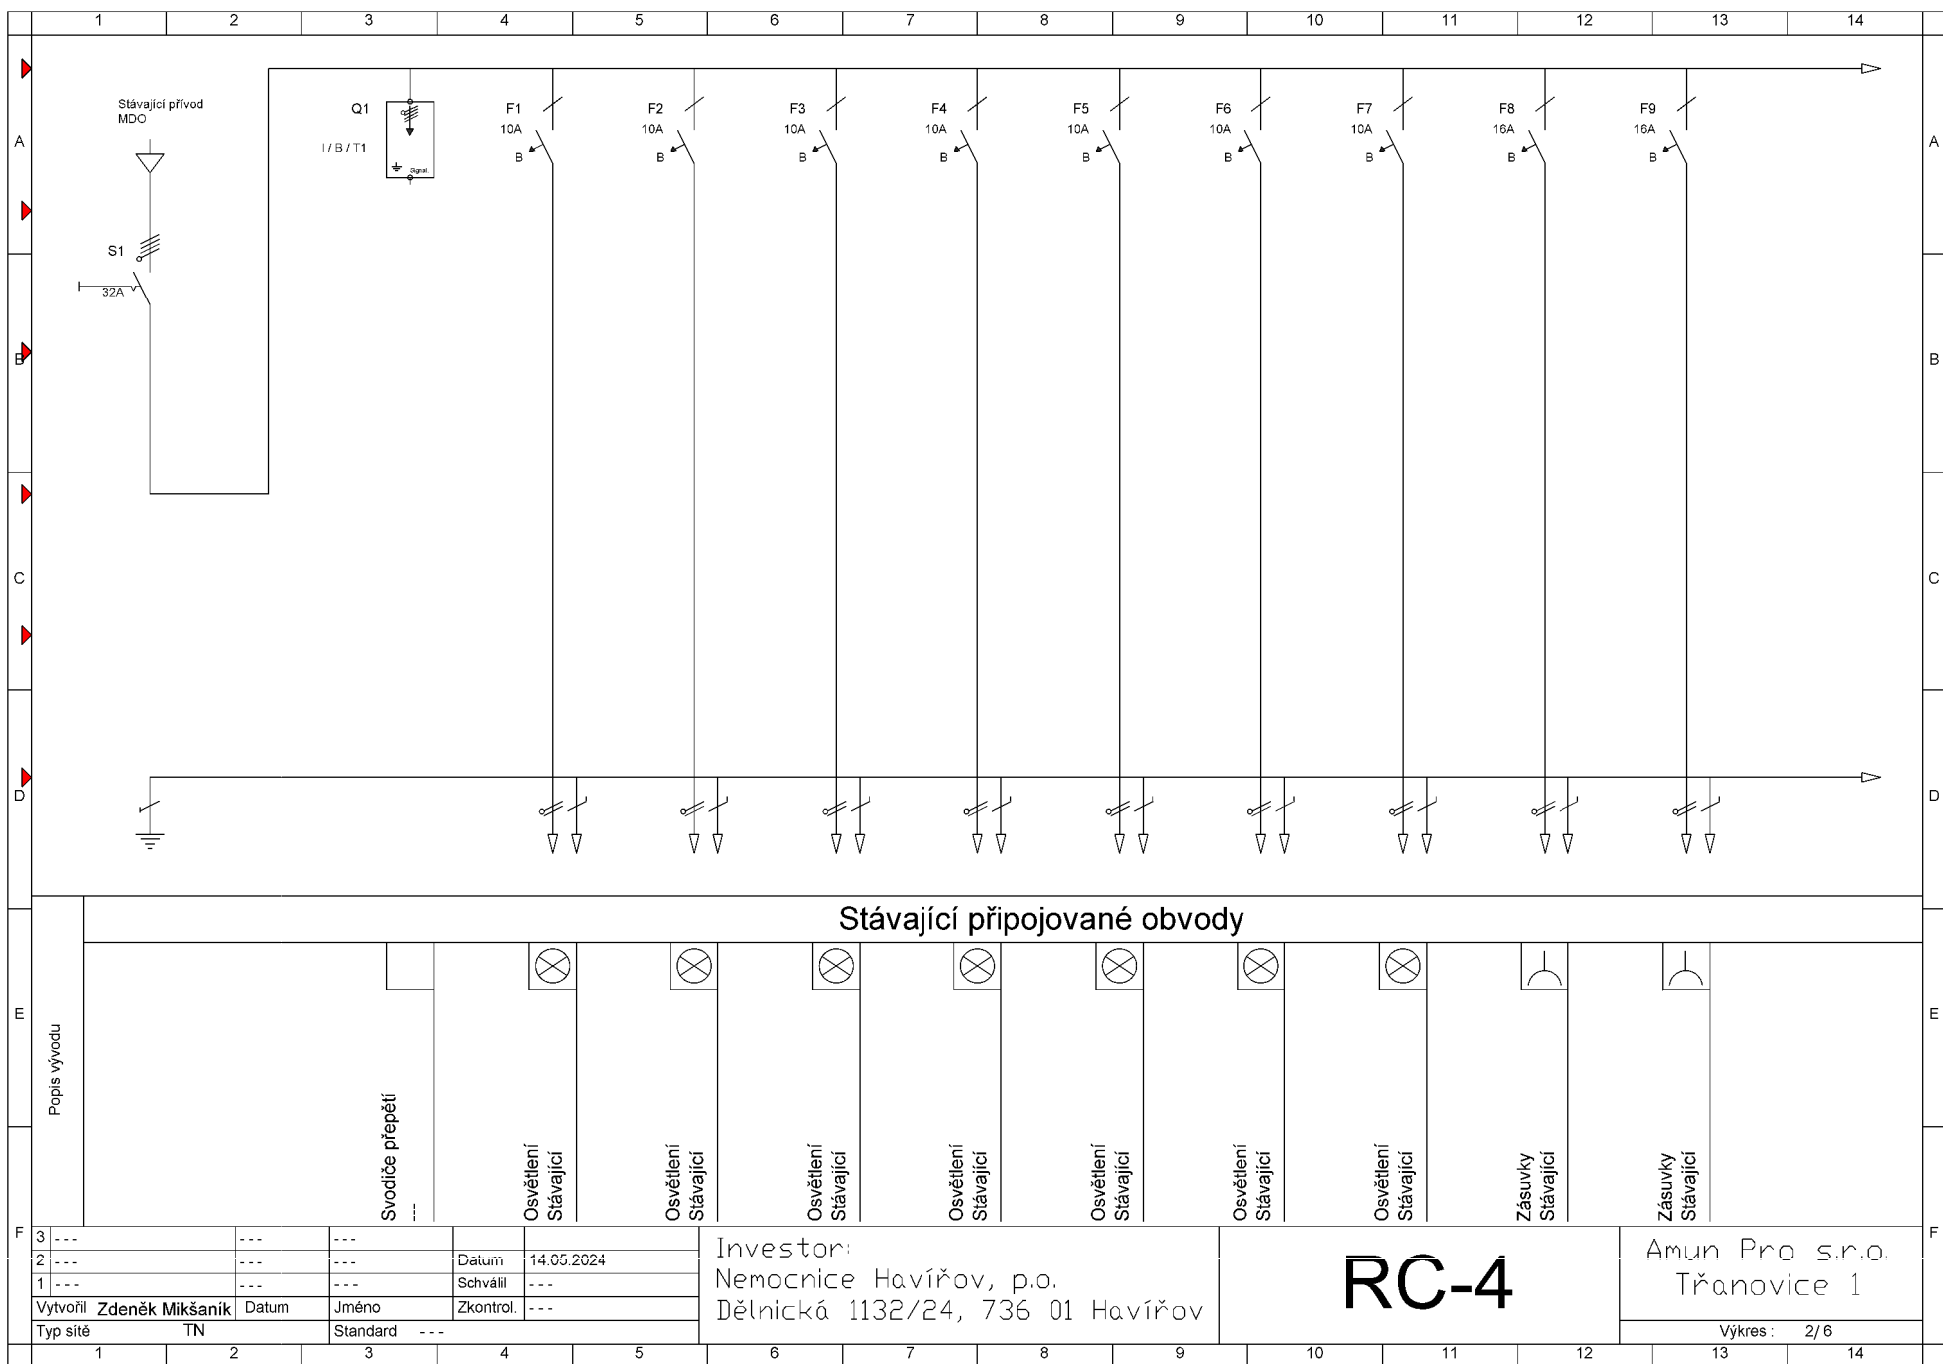 1 2 3 4 5 6 7 8 9 10 11 12 13 14
Stávající přívod
MDO
Q1 F1 F2 F3 F4 F5 F6 F7 F8 F9
10A 10A 10A 10A 10A 10A 10A 16A 16A
A A
I / B / T1
B B B B B B B B B
Signal.
S1
32A
B B
C C
D D
Stávající připojované obvody
E E
Popis vývodu
Svodiče přepětí
---
Osvětlení
Stávající
Osvětlení
Stávající
Osvětlení
Stávající
Osvětlení
Stávající
Osvětlení
Stávající
Osvětlení
Stávající
Osvětlení
Stávající
Zásuvky
Stávající
Zásuvky
Stávající
F F
3 --- --- ---
2 --- --- --- Datum 14.05.2024
1 --- --- --- Schválil ---
Vytvořil Zdeněk Mikšaník Datum Jméno Zkontrol. ---
Typ sítě TN Standard ---
Investor:
Nemocnice Havířov, p.o.
Dělnická 1132/24, 736 01 Havířov
RC-4
Amun Pro s.r.o.
Třanovice 1
Výkres : 2/ 6
1 2 3 4 5 6 7 8 9 10 11 12 13 14